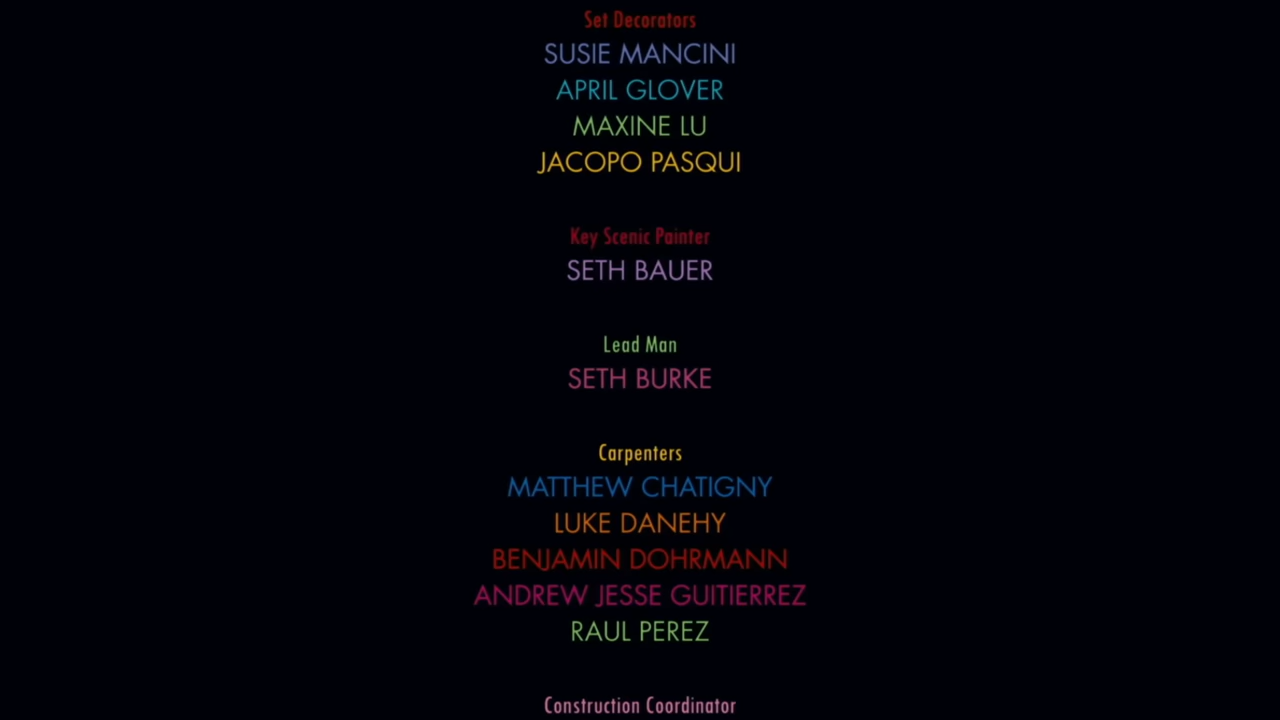 Set Decorators
SUSIE MANCINI
APRIL GLOVER
MAXINE LU
JACOPO PASQUI
Key Scenic Painter
SETH BAUER
Lead Man
SETH BURKE
Carpenters
MATTHEW CHATIGNY
LUKE DANEHY
BENJAMIN DOHRMANN
ANDREW JESSE GUITIERREZ
RAUL PEREZ
Construction Coordinator